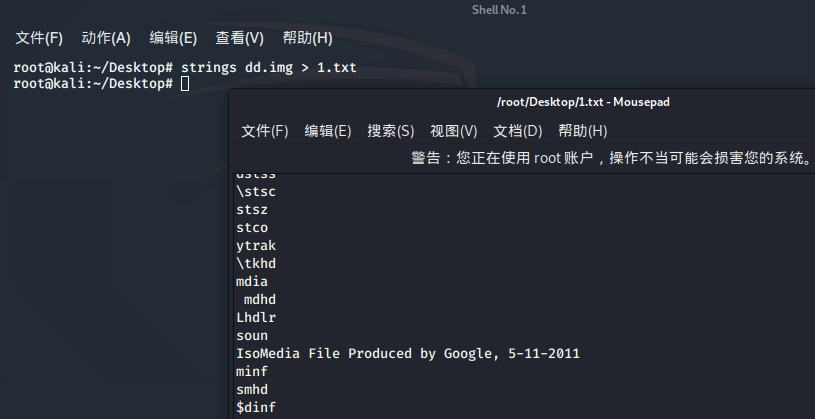 Shell No.1
文件(F) 动作(A) 编辑(E) 查看(V) 帮助(H)
root@kali:~/Desktop# strings dd.img > 1.txt
root@kali:~/Desktop#
/root/Desktop/1.txt - Mousepad
文件(F) 编辑(E) 搜索(S) 视图(V) 文档(D) 帮助(H)
警告：您正在使用 root 账户，操作不当可能会损害您的系统。
\stsc
stsz
stco
ytrak
\tkhd
mdia
 mdhd
Lhdlr
soun
IsoMedia File Produced by Google, 5-11-2011
minf
smhd
$dinf